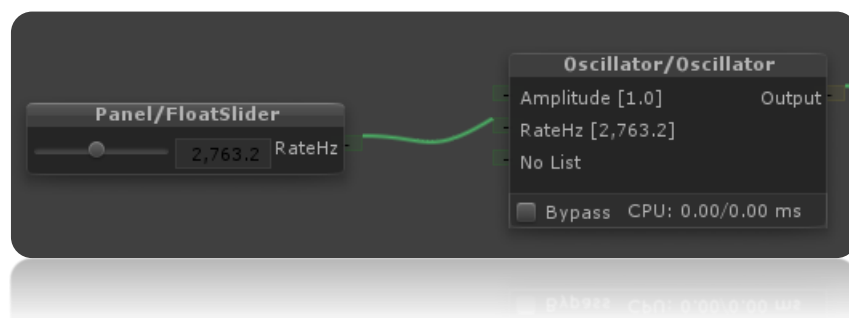 Panel/FloatSlider
2,763.2 RateHz
Oscillator/Oscillator
Amplitude [1.0] Output
RateHz [2,763.2]
No List
Bypass CPU: 0.00/0.00 ms